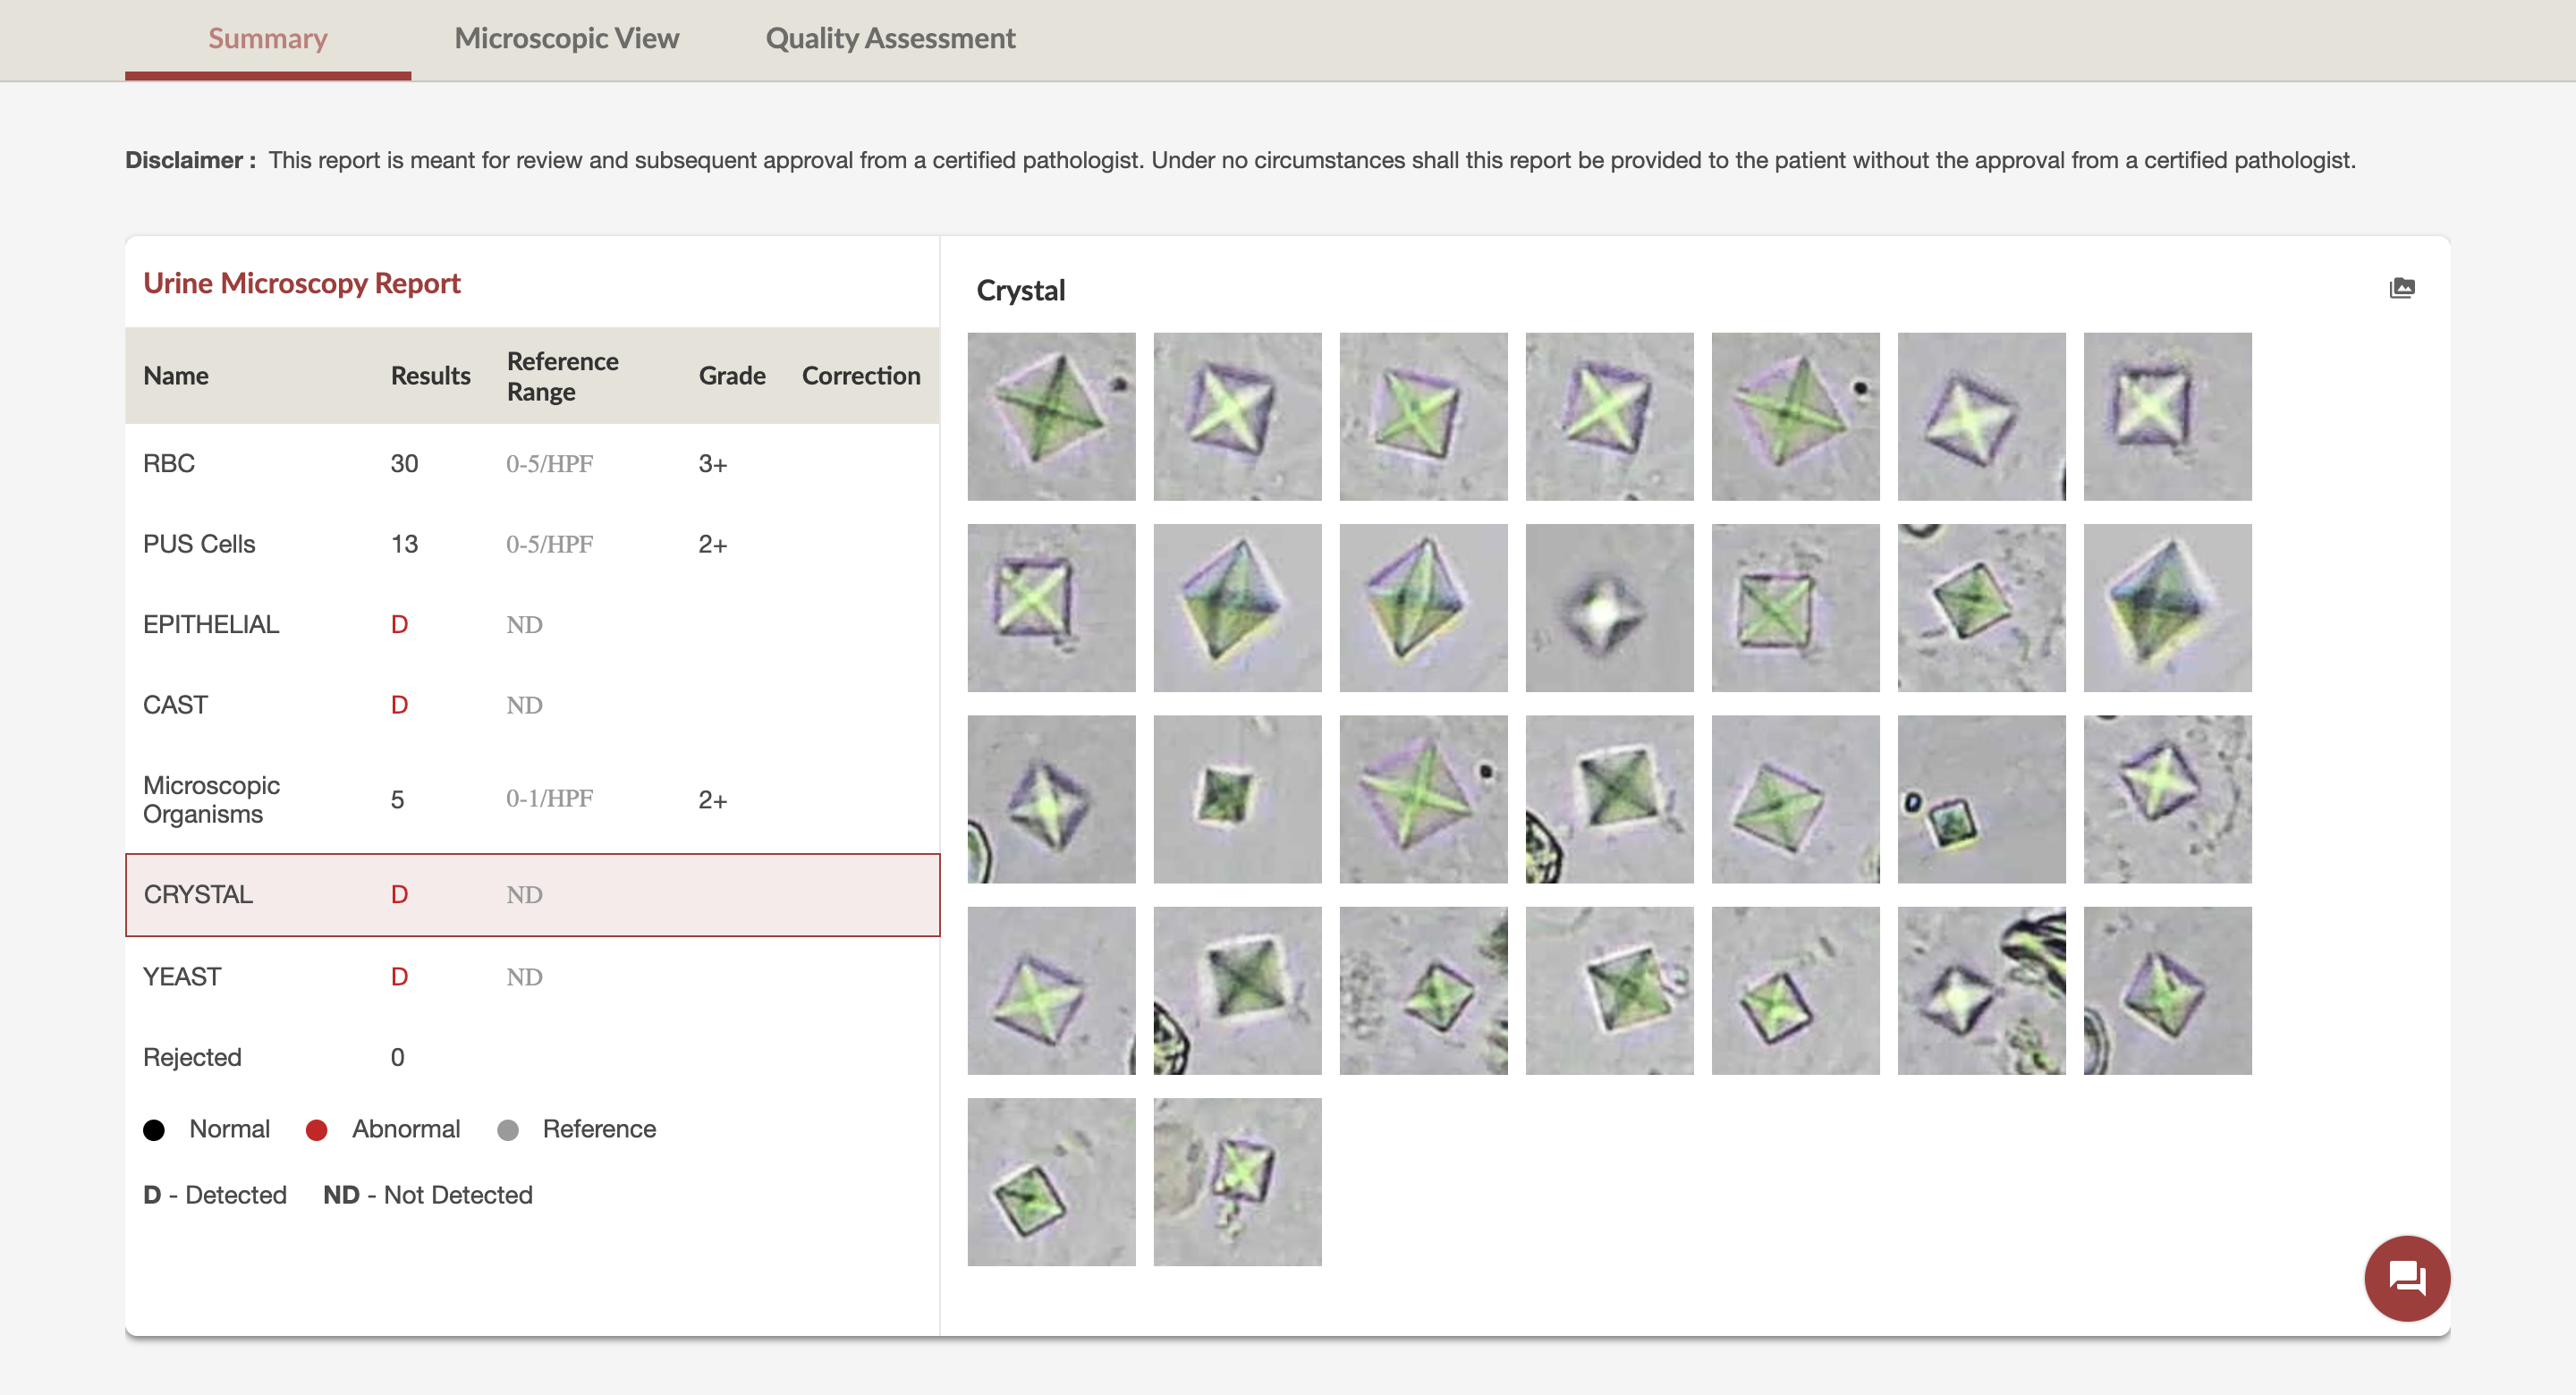 Summary Microscopic View Quality Assessment
Disclaimer : This report is meant for review and subsequent approval from a certified pathologist. Under no circumstances shall this report be provided to the patient without the approval from a certified pathologist.
Urine Microscopy Report
Name Results Reference Range Grade Correction
RBC 30 0-5/HPF 3+
PUS Cells 13 0-5/HPF 2+
EPITHELIAL D ND
CAST D ND
Microscopic Organisms 5 0-1/HPF 2+
CRYSTAL D ND
YEAST D ND
Rejected 0
Normal Abnormal Reference
D - Detected ND - Not Detected
Crystal